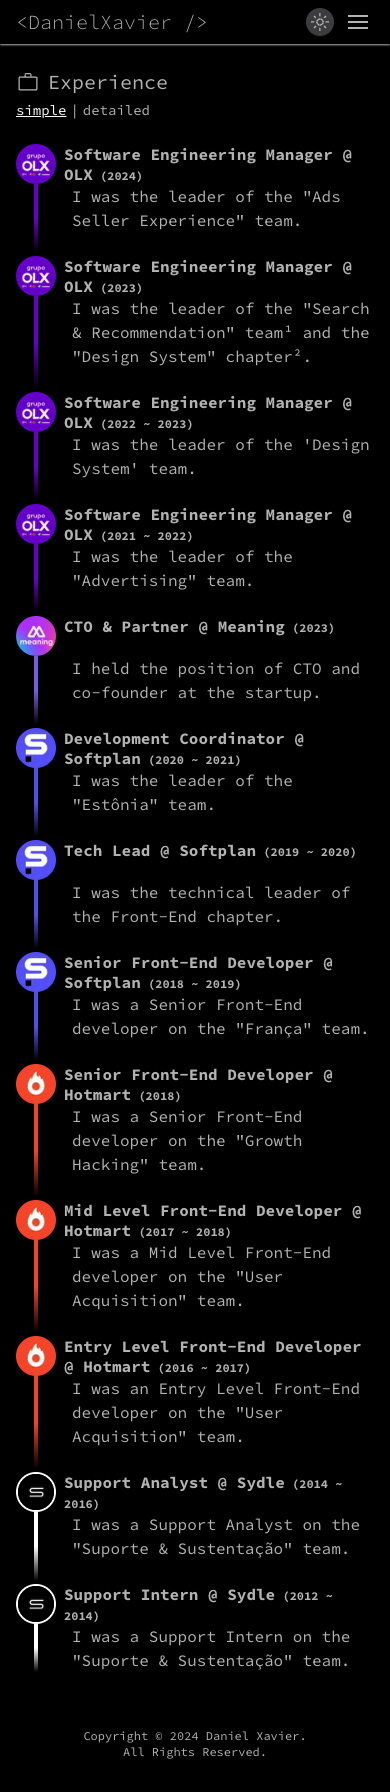 <DanielXavier />
Experience
simple | detailed
grupo
OLX
Software Engineering Manager @
OLX (2024)
I was the leader of the "Ads
Seller Experience" team.
grupo
OLX
Software Engineering Manager @
OLX (2023)
I was the leader of the "Search
& Recommendation" team¹ and the
"Design System" chapter².
grupo
OLX
Software Engineering Manager @
OLX (2022 ~ 2023)
I was the leader of the 'Design
System' team.
grupo
OLX
Software Engineering Manager @
OLX (2021 ~ 2022)
I was the leader of the
"Advertising" team.
meaning
CTO & Partner @ Meaning (2023)
I held the position of CTO and
co-founder at the startup.
Development Coordinator @
Softplan (2020 ~ 2021)
I was the leader of the
"Estônia" team.
Tech Lead @ Softplan (2019 ~ 2020)
I was the technical leader of
the Front-End chapter.
Senior Front-End Developer @
Softplan (2018 ~ 2019)
I was a Senior Front-End
developer on the "França" team.
Senior Front-End Developer @
Hotmart (2018)
I was a Senior Front-End
developer on the "Growth
Hacking" team.
Mid Level Front-End Developer @
Hotmart (2017 ~ 2018)
I was a Mid Level Front-End
developer on the "User
Acquisition" team.
Entry Level Front-End Developer
@ Hotmart (2016 ~ 2017)
I was an Entry Level Front-End
developer on the "User
Acquisition" team.
Support Analyst @ Sydle (2014 ~
2016)
I was a Support Analyst on the
"Suporte & Sustentação" team.
Support Intern @ Sydle (2012 ~
2014)
I was a Support Intern on the
"Suporte & Sustentação" team.
Copyright © 2024 Daniel Xavier.
All Rights Reserved.